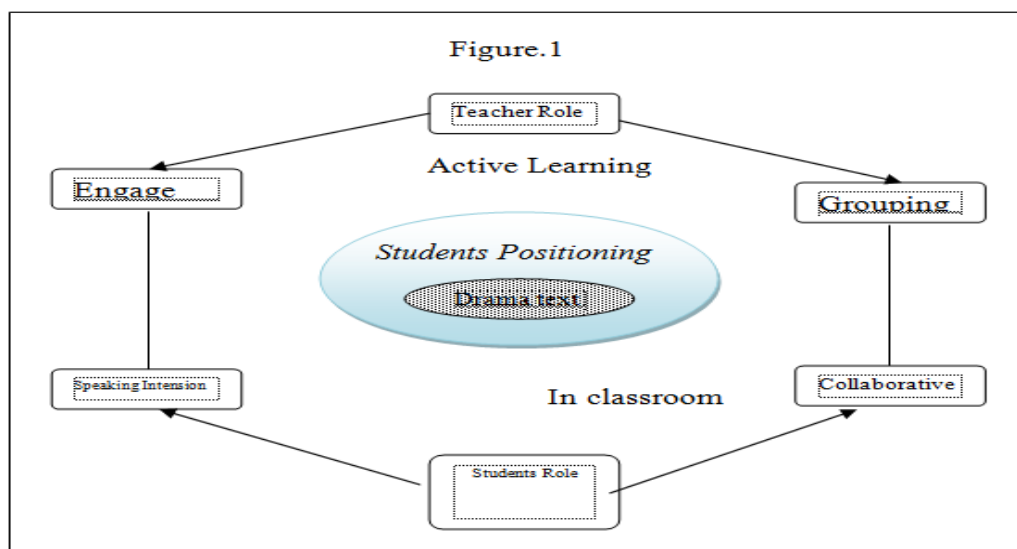 Figure.1
Teacher Role
Active Learning
Engage
Grouping
Students Positioning
Drama text
Speaking Intension
Collaborative
In classroom
Students Role